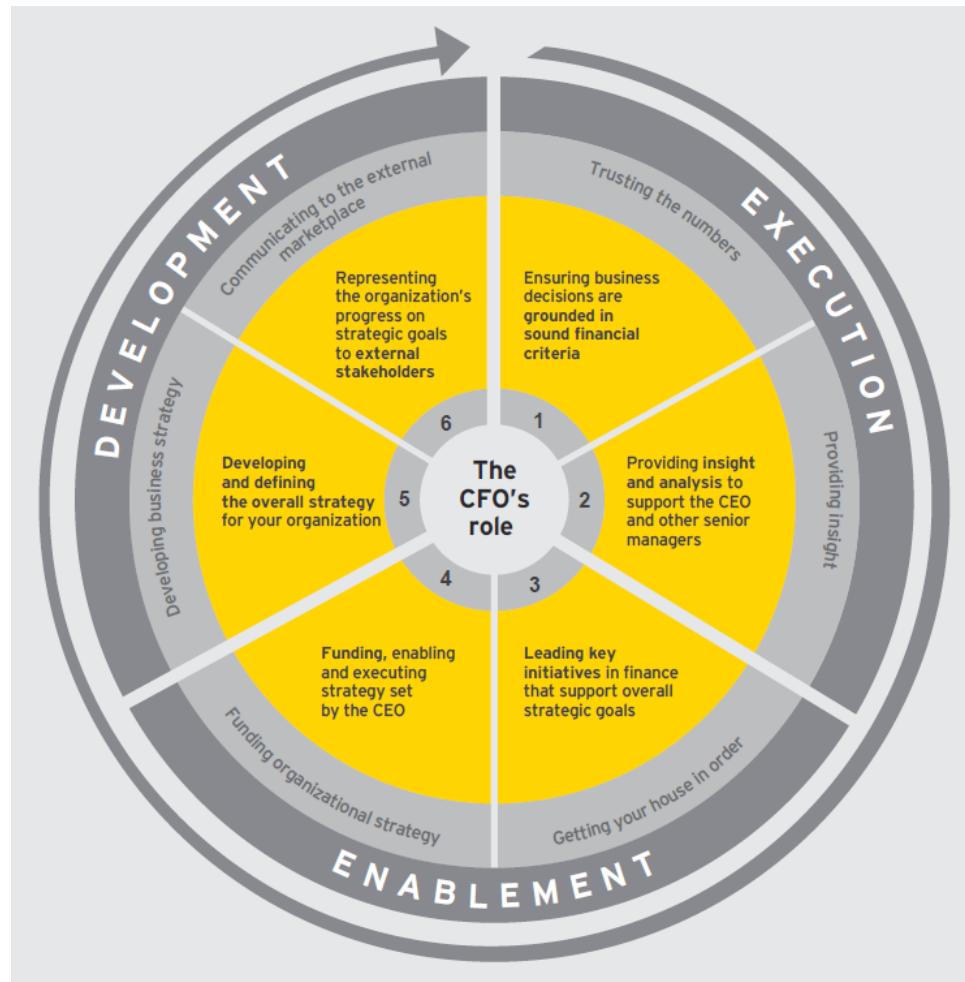 The
CFO's
role
EXECUTION
Trusting the numbers
1
Ensuring business
decisions are
grounded in
sound financial
criteria
Providing insight
2
Providing insight
and analysis to
support the CEO
and other senior
managers
ENABLEMENT
Getting your house in order
3
Leading key
initiatives in finance
that support overall
strategic goals
Funding organizational strategy
4
Funding, enabling
and executing
strategy set
by the CEO
DEVELOPMENT
Developing business strategy
5
Developing
and defining
the overall strategy
for your organization
Communicating to the external
marketplace
6
Representing
the organization's
progress on
strategic goals
to external
stakeholders